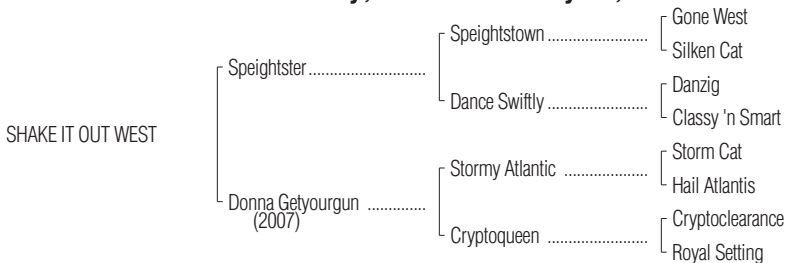 Gone West
Speightstown
Silken Cat
Speightster
Danzig
Dance Swiftly
Classy 'n Smart
SHAKE IT OUT WEST
Storm Cat
Stormy Atlantic
Hail Atlantis
Donna Getyourgun
(2007)
Cryptoclearance
Cryptoqueen
Royal Setting